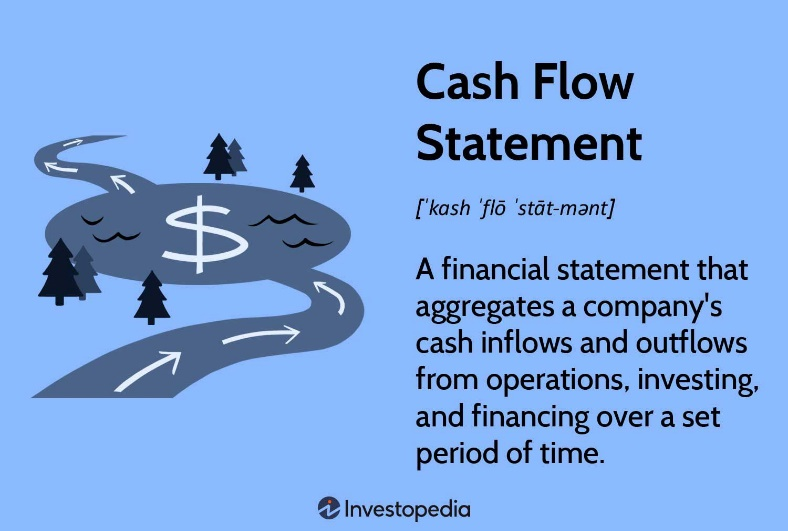 Cash Flow
Statement
[ˈkash ˈflō ˈstāt-mənt]
A financial statement that
aggregates a company's
cash inflows and outflows
from operations, investing,
and financing over a set
period of time.
$
Investopedia